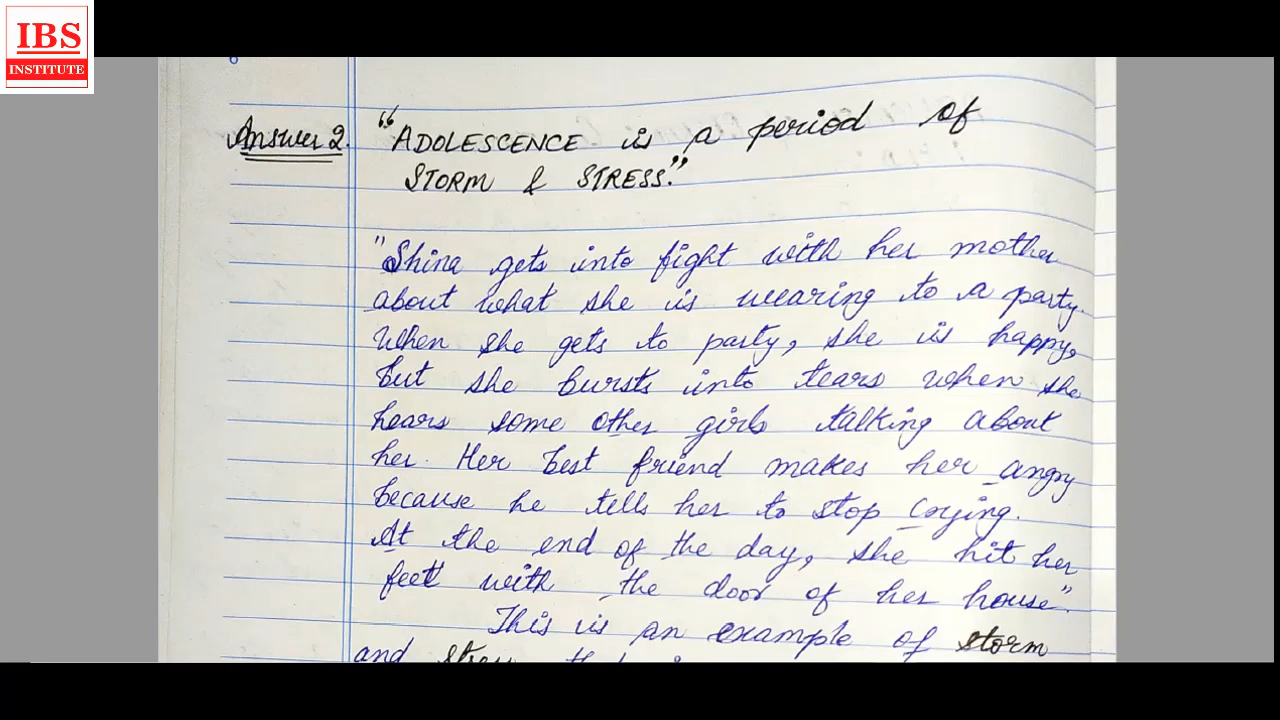 IBS
INSTITUTE
Answer 2. "ADOLESCENCE is a period of
STORM & STRESS."
"Shina gets into fight with her mother
about what she is wearing to a party.
When she gets to party, she is happy,
but she bursts into tears when she
hears some other girls talking about
her. Her best friend makes her angry
because he tells her to stop crying.
At the end of the day, she hit her
feet with the door of her house".
This is an example of storm
and stress